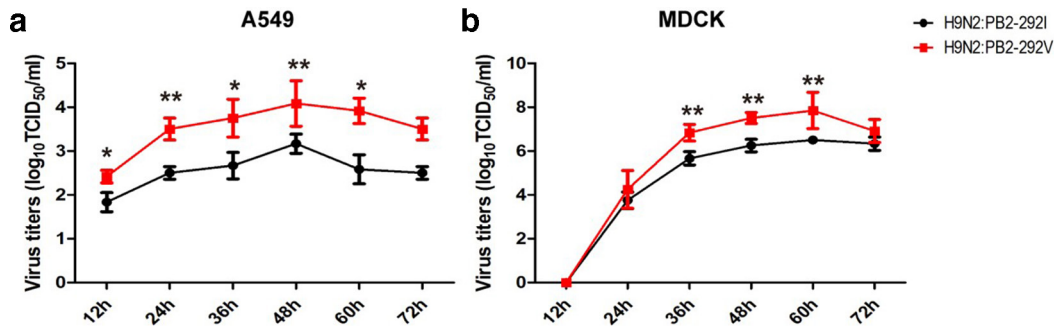 a
A549
Virus titers (log10TCID50/ml)
5
4
3
2
1
0
*
**
*
**
*
12h
24h
36h
48h
60h
72h
b
MDCK
Virus titers (log10TCID50/ml)
10
8
6
4
2
0
**
**
**
12h
24h
36h
48h
60h
72h
H9N2:PB2-292I
H9N2:PB2-292V